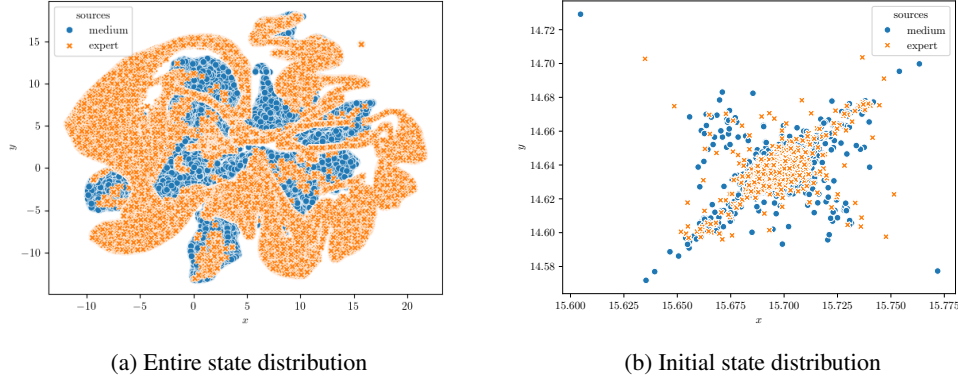 sources
medium
expert
15
10
5
0
−5
−10
y
−10
−5
0
5
10
15
20
x
(a) Entire state distribution
sources
medium
expert
14.72
14.70
14.68
14.66
14.64
14.62
14.60
14.58
y
15.600
15.625
15.650
15.675
15.700
15.725
15.750
15.775
x
(b) Initial state distribution